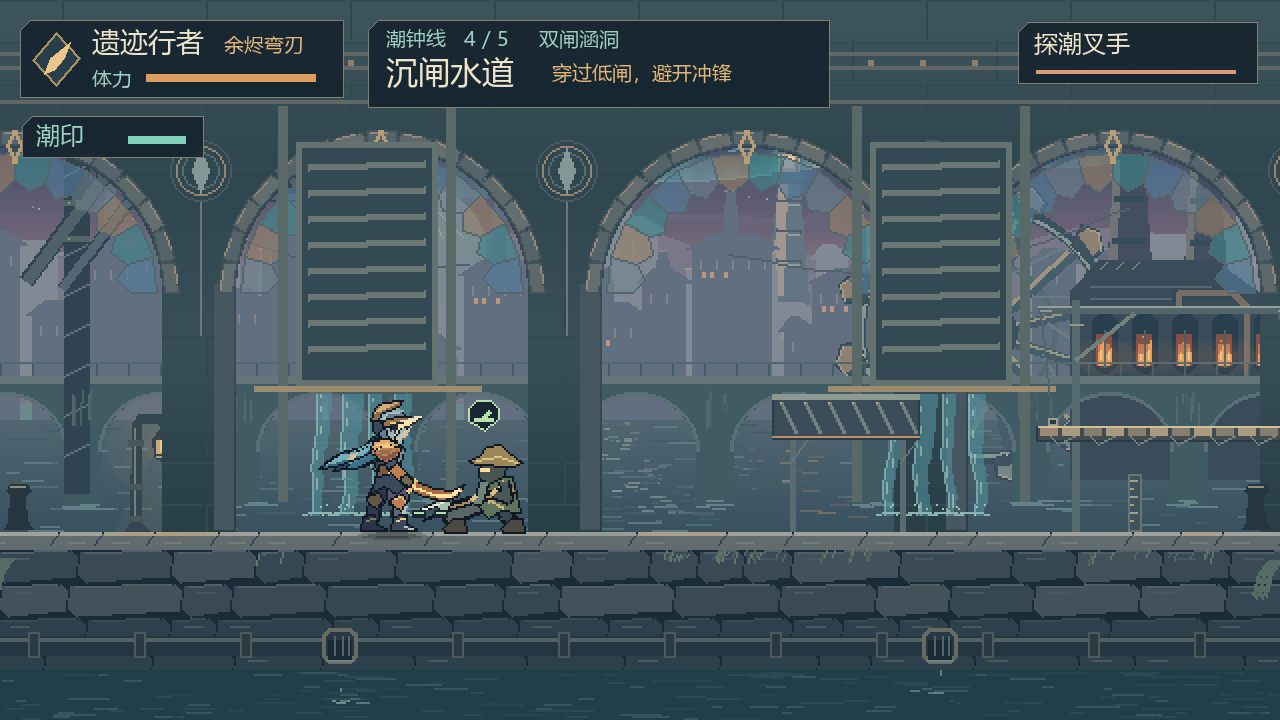 遗迹行者 余烬弯刃
体力
潮钟线 4 / 5 双闸涵洞
沉闸水道 穿过低闸，避开冲锋
探潮叉手
潮印